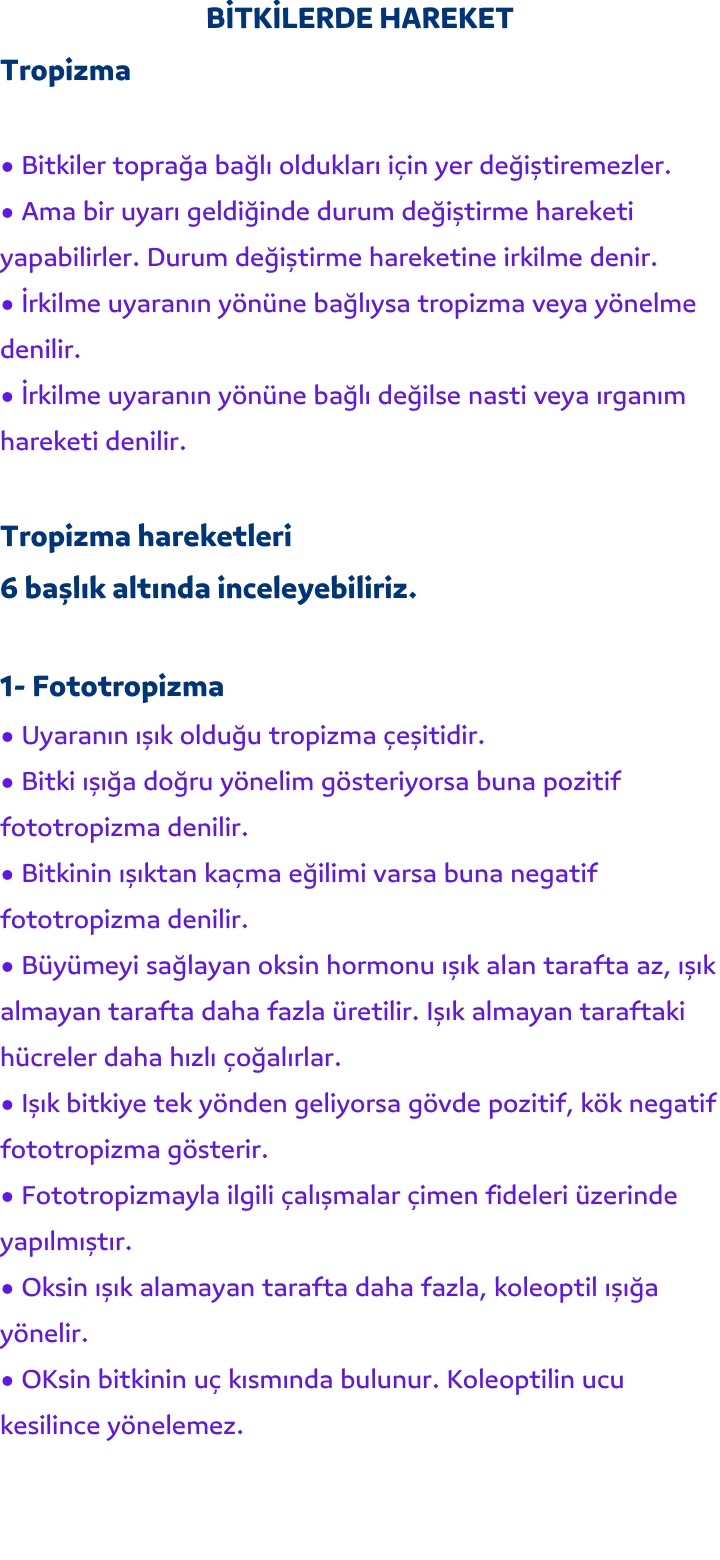 BİTKİLERDE HAREKET
Tropizma
• Bitkiler toprağa bağlı oldukları için yer değiştiremezler.
• Ama bir uyarı geldiğinde durum değiştirme hareketi
yapabilirler. Durum değiştirme hareketine irkilme denir.
• İrkilme uyaranın yönüne bağlıysa tropizma veya yönelme
denilir.
• İrkilme uyaranın yönüne bağlı değilse nasti veya ırganım
hareketi denilir.
Tropizma hareketleri
6 başlık altında inceleyebiliriz.
1- Fototropizma
• Uyaranın ışık olduğu tropizma çeşitidir.
• Bitki ışığa doğru yönelim gösteriyorsa buna pozitif
fototropizma denilir.
• Bitkinin ışıktan kaçma eğilimi varsa buna negatif
fototropizma denilir.
• Büyümeyi sağlayan oksin hormonu ışık alan tarafta az, ışık
almayan tarafta daha fazla üretilir. Işık almayan taraftaki
hücreler daha hızlı çoğalırlar.
• Işık bitkiye tek yönden geliyorsa gövde pozitif, kök negatif
fototropizma gösterir.
• Fototropizmayla ilgili çalışmalar çimen fideleri üzerinde
yapılmıştır.
• Oksin ışık alamayan tarafta daha fazla, koleoptil ışığa
yönelir.
• OKsin bitkinin uç kısmında bulunur. Koleoptilin ucu
kesilince yönelemez.